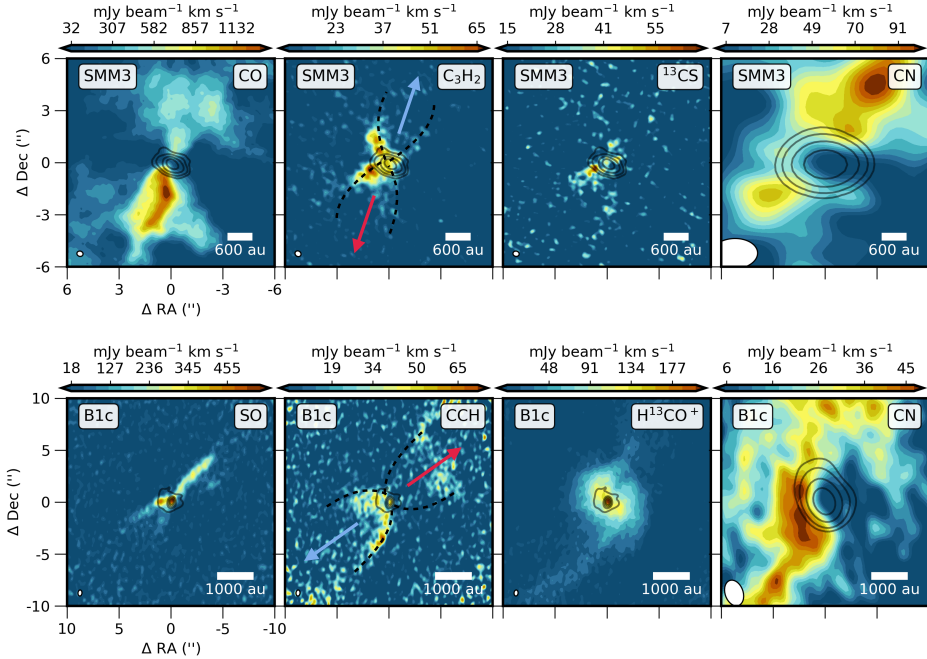 mJy beam⁻¹ km s⁻¹ mJy beam⁻¹ km s⁻¹ mJy beam⁻¹ km s⁻¹ mJy beam⁻¹ km s⁻¹
32 307 582 857 1132 23 37 51 65 15 28 41 55 7 28 49 70 91
SMM3 CO SMM3 C₃H₂ SMM3 ¹³CS SMM3 CN
6
3
0
-3
-6
Δ Dec ('')
600 au 600 au 600 au 600 au
6 3 0 -3 -6
Δ RA ('')
mJy beam⁻¹ km s⁻¹ mJy beam⁻¹ km s⁻¹ mJy beam⁻¹ km s⁻¹ mJy beam⁻¹ km s⁻¹
18 127 236 345 455 19 34 50 65 48 91 134 177 6 16 26 36 45
B1c SO B1c CCH B1c H¹³CO⁺ B1c CN
10
5
0
-5
-10
Δ Dec ('')
1000 au 1000 au 1000 au 1000 au
10 5 0 -5 -10
Δ RA ('')